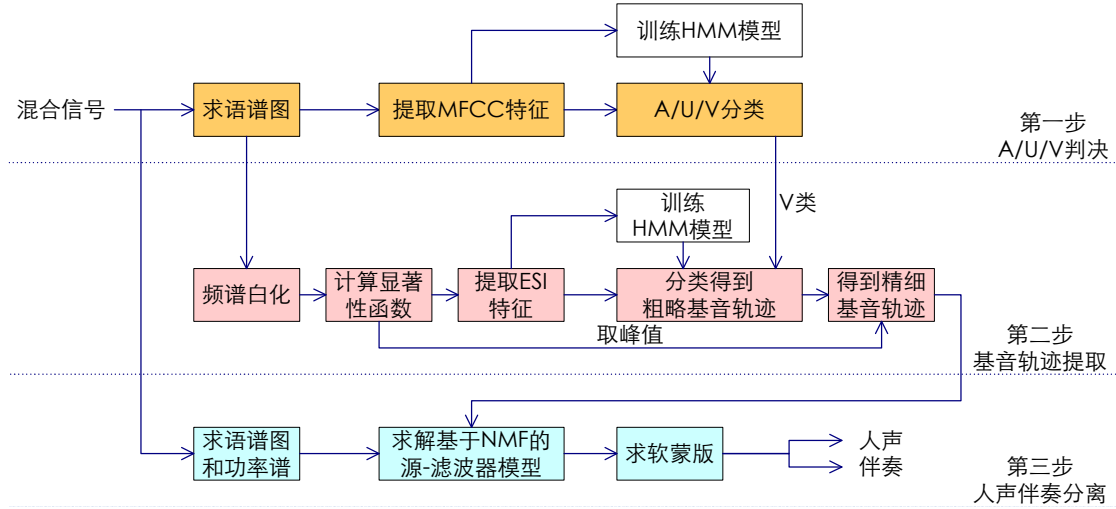 训练HMM模型
混合信号
求语谱图
提取MFCC特征
A/U/V分类
第一步
A/U/V判决
V类
训练
HMM模型
频谱白化
计算显著
性函数
提取ESI
特征
分类得到
粗略基音轨迹
得到精细
基音轨迹
取峰值
第二步
基音轨迹提取
求语谱图
和功率谱
求解基于NMF的
源-滤波器模型
求软蒙版
人声
伴奏
第三步
人声伴奏分离